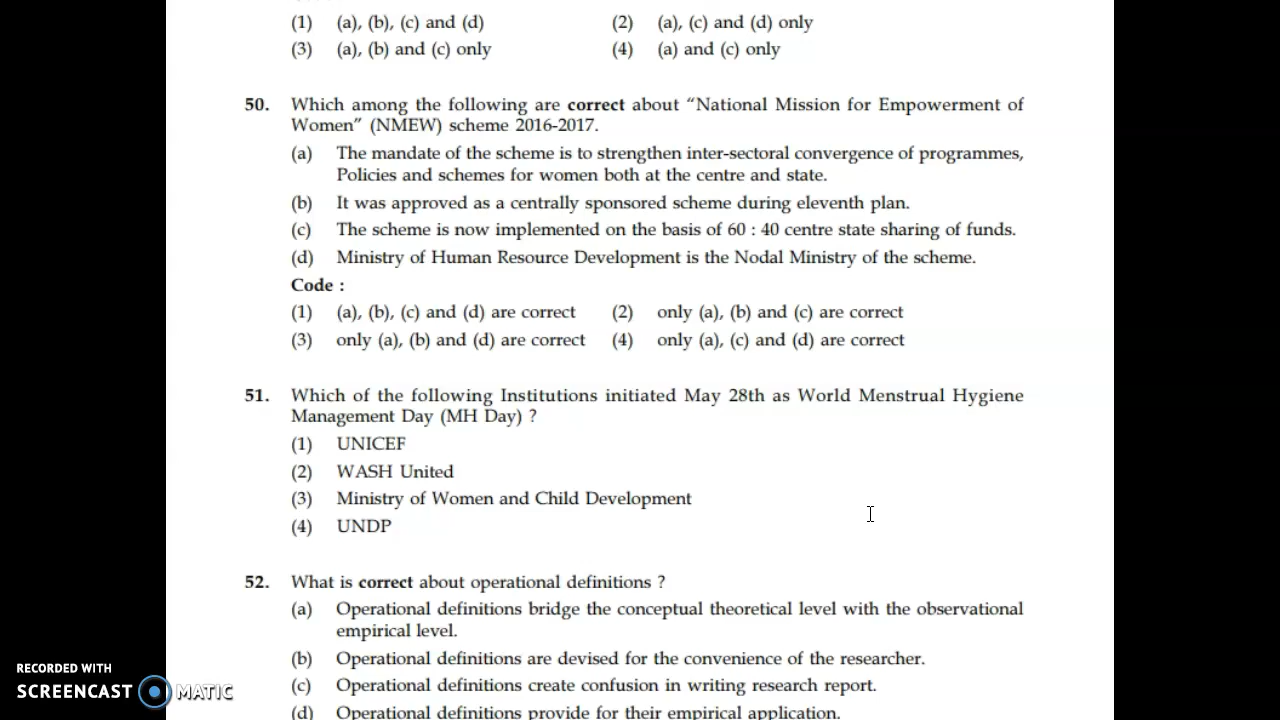 (1) (a), (b), (c) and (d) (2) (a), (c) and (d) only
(3) (a), (b) and (c) only (4) (a) and (c) only
50. Which among the following are correct about “National Mission for Empowerment of
Women” (NMEW) scheme 2016-2017.
(a) The mandate of the scheme is to strengthen inter-sectoral convergence of programmes,
Policies and schemes for women both at the centre and state.
(b) It was approved as a centrally sponsored scheme during eleventh plan.
(c) The scheme is now implemented on the basis of 60 : 40 centre state sharing of funds.
(d) Ministry of Human Resource Development is the Nodal Ministry of the scheme.
Code :
(1) (a), (b), (c) and (d) are correct (2) only (a), (b) and (c) are correct
(3) only (a), (b) and (d) are correct (4) only (a), (c) and (d) are correct
51. Which of the following Institutions initiated May 28th as World Menstrual Hygiene
Management Day (MH Day) ?
(1) UNICEF
(2) WASH United
(3) Ministry of Women and Child Development
(4) UNDP
52. What is correct about operational definitions ?
(a) Operational definitions bridge the conceptual theoretical level with the observational
empirical level.
(b) Operational definitions are devised for the convenience of the researcher.
(c) Operational definitions create confusion in writing research report.
(d) Operational definitions provide for their empirical application.
RECORDED WITH
SCREENCAST MATIC